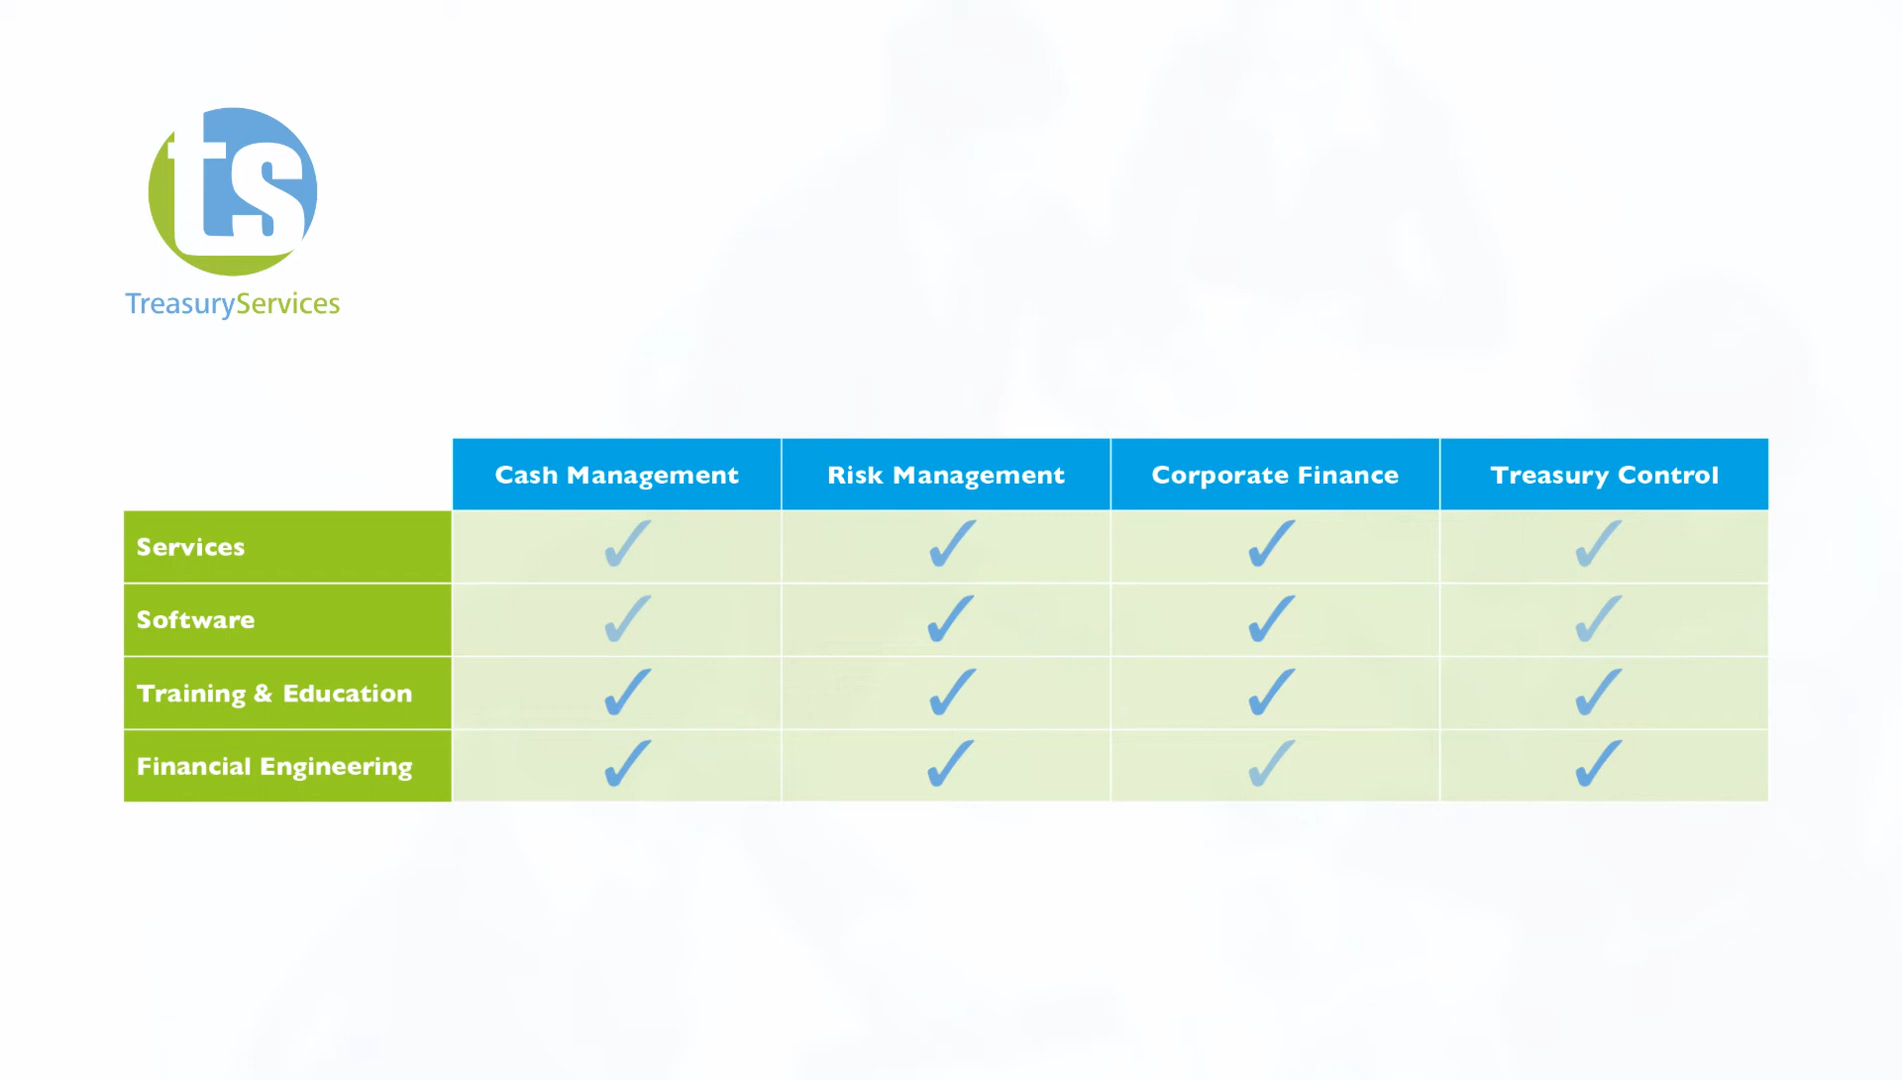 ts
TreasuryServices
Cash Management Risk Management Corporate Finance Treasury Control
Services ✓ ✓ ✓ ✓
Software ✓ ✓ ✓ ✓
Training & Education ✓ ✓ ✓ ✓
Financial Engineering ✓ ✓ ✓ ✓